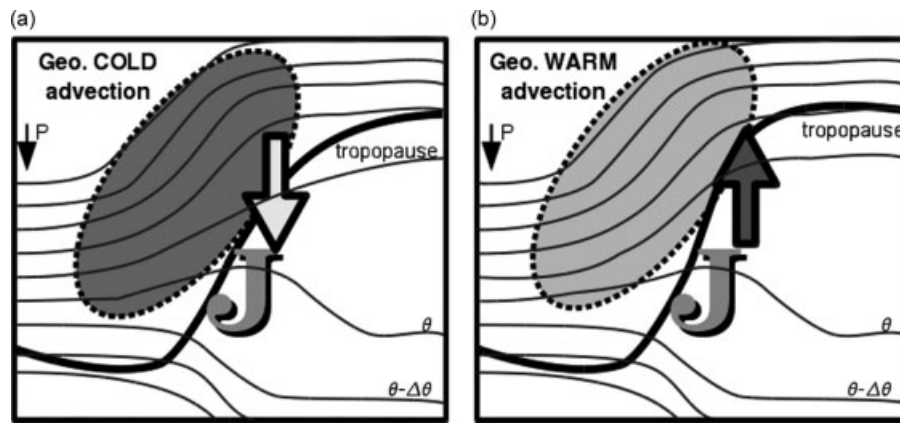 (a)
Geo. COLD
advection
P
tropopause
J
θ
θ-Δθ
(b)
Geo. WARM
advection
P
tropopause
J
θ
θ-Δθ